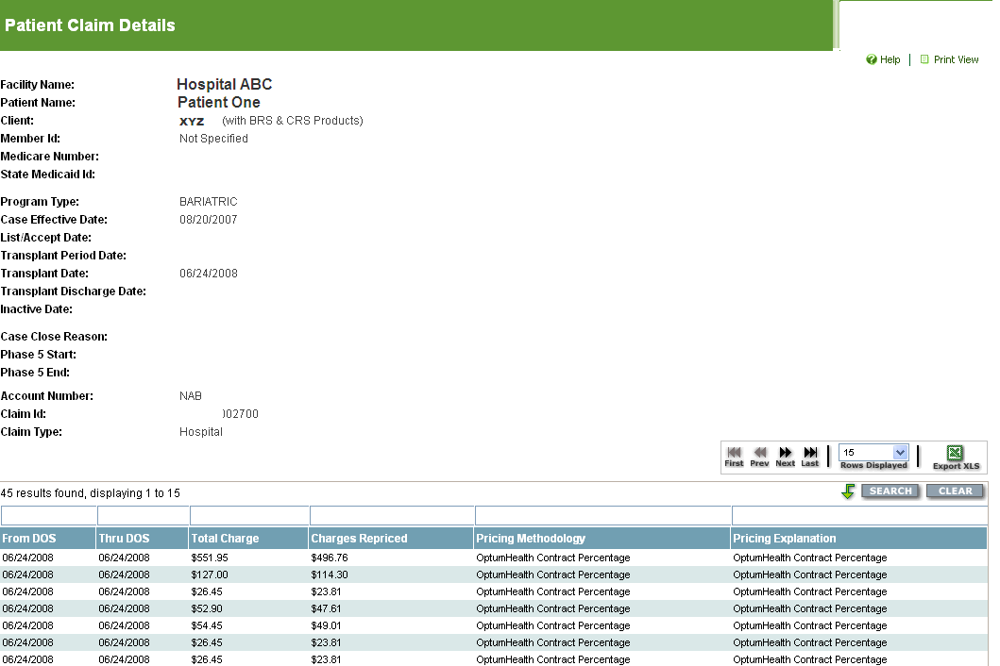 Patient Claim Details
Help | Print View
Facility Name: Hospital ABC
Patient Name: Patient One
Client: XYZ (with BRS & CRS Products)
Member Id: Not Specified
Medicare Number:
State Medicaid Id:
Program Type: BARIATRIC
Case Effective Date: 08/20/2007
List/Accept Date:
Transplant Period Date:
Transplant Date: 06/24/2008
Transplant Discharge Date:
Inactive Date:
Case Close Reason:
Phase 5 Start:
Phase 5 End:
Account Number: NAB
Claim Id: 02700
Claim Type: Hospital
15
First Prev Next Last Rows Displayed Export XLS
45 results found, displaying 1 to 15 SEARCH CLEAR
From DOS Thru DOS Total Charge Charges Repriced Pricing Methodology Pricing Explanation
06/24/2008 06/24/2008 $551.95 $496.76 OptumHealth Contract Percentage OptumHealth Contract Percentage
06/24/2008 06/24/2008 $127.00 $114.30 OptumHealth Contract Percentage OptumHealth Contract Percentage
06/24/2008 06/24/2008 $26.45 $23.81 OptumHealth Contract Percentage OptumHealth Contract Percentage
06/24/2008 06/24/2008 $52.90 $47.61 OptumHealth Contract Percentage OptumHealth Contract Percentage
06/24/2008 06/24/2008 $54.45 $49.01 OptumHealth Contract Percentage OptumHealth Contract Percentage
06/24/2008 06/24/2008 $26.45 $23.81 OptumHealth Contract Percentage OptumHealth Contract Percentage
06/24/2008 06/24/2008 $26.45 $23.81 OptumHealth Contract Percentage OptumHealth Contract Percentage